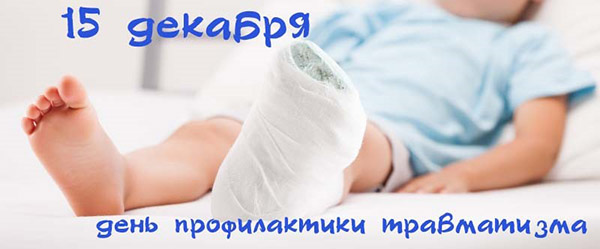 15 декабря
день профилактики травматизма